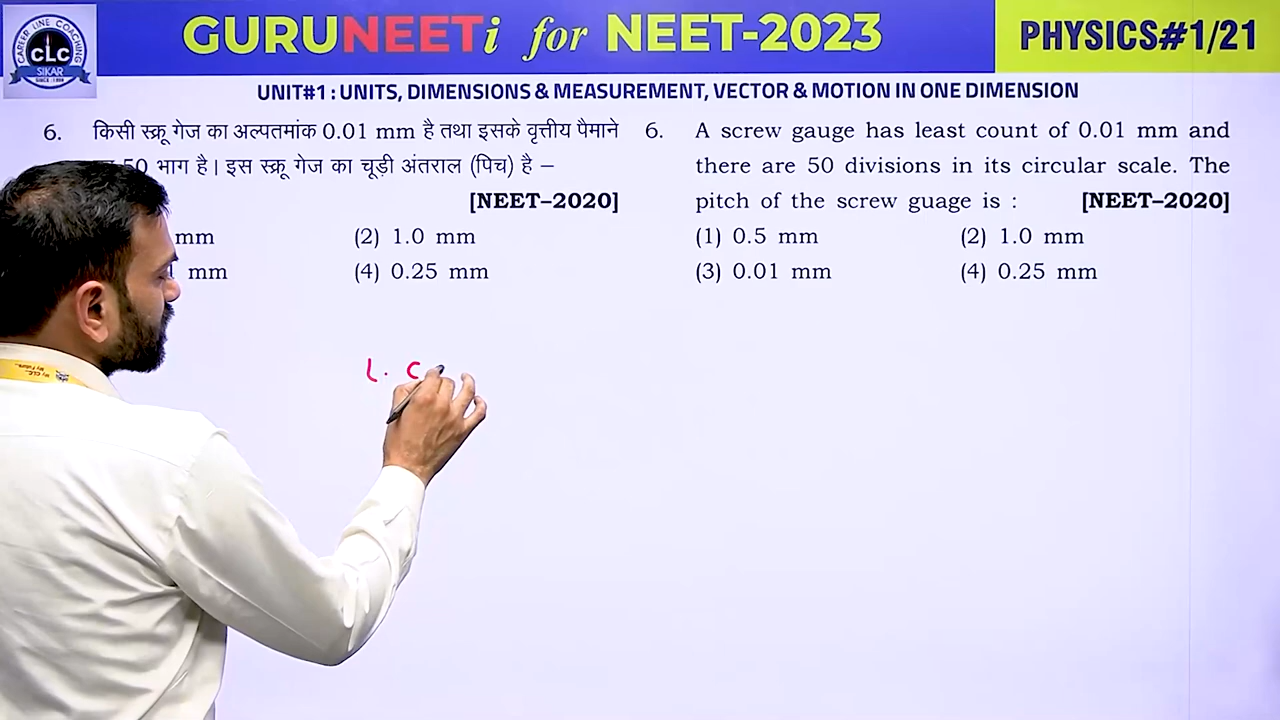 GURUNEETi for NEET-2023
PHYSICS#1/21
CAREER LINE COACHING
CLC
SIKAR
UNIT#1 : UNITS, DIMENSIONS & MEASUREMENT, VECTOR & MOTION IN ONE DIMENSION
6. किसी स्क्रू गेज का अल्पतमांक 0.01 mm है तथा इसके वृत्तीय पैमाने
50 भाग है। इस स्क्रू गेज का चूड़ी अंतराल (पिच) है –
[NEET–2020]
mm (2) 1.0 mm
mm (4) 0.25 mm
6. A screw gauge has least count of 0.01 mm and
there are 50 divisions in its circular scale. The
pitch of the screw guage is : [NEET–2020]
(1) 0.5 mm (2) 1.0 mm
(3) 0.01 mm (4) 0.25 mm
L. C